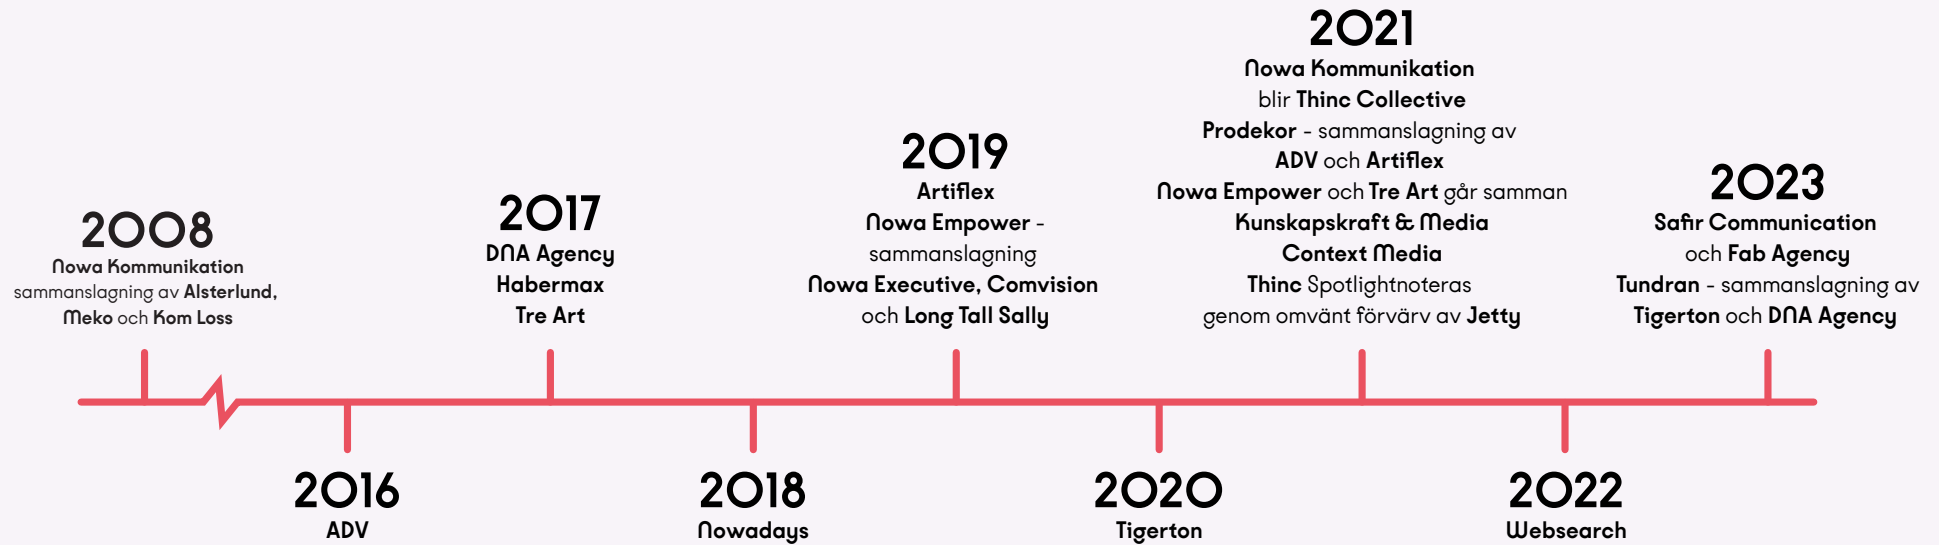 2008
Nowa Kommunikation
sammanslagning av Alsterlund,
Meko och Kom Loss
2016
ADV
2017
DNA Agency
Habermax
Tre Art
2018
Nowadays
2019
Artiflex
Nowa Empower -
sammanslagning
Nowa Executive, Comvision
och Long Tall Sally
2020
Tigerton
2021
Nowa Kommunikation
blir Thinc Collective
Prodekor - sammanslagning av
ADV och Artiflex
Nowa Empower och Tre Art går samman
Kunskapskraft & Media
Context Media
Thinc Spotlightnoteras
genom omvänt förvärv av Jetty
2022
Websearch
2023
Safir Communication
och Fab Agency
Tundran - sammanslagning av
Tigerton och DNA Agency